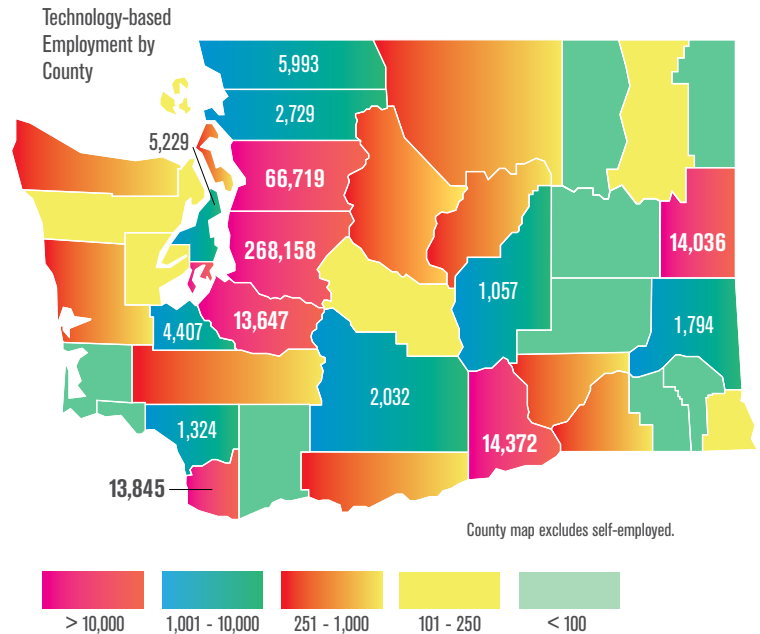 Technology-based
Employment by
County
5,993
2,729
5,229
66,719
268,158
14,036
1,057
13,647
4,407
1,794
2,032
1,324
14,372
13,845
County map excludes self-employed.
> 10,000
1,001 - 10,000
251 - 1,000
101 - 250
< 100